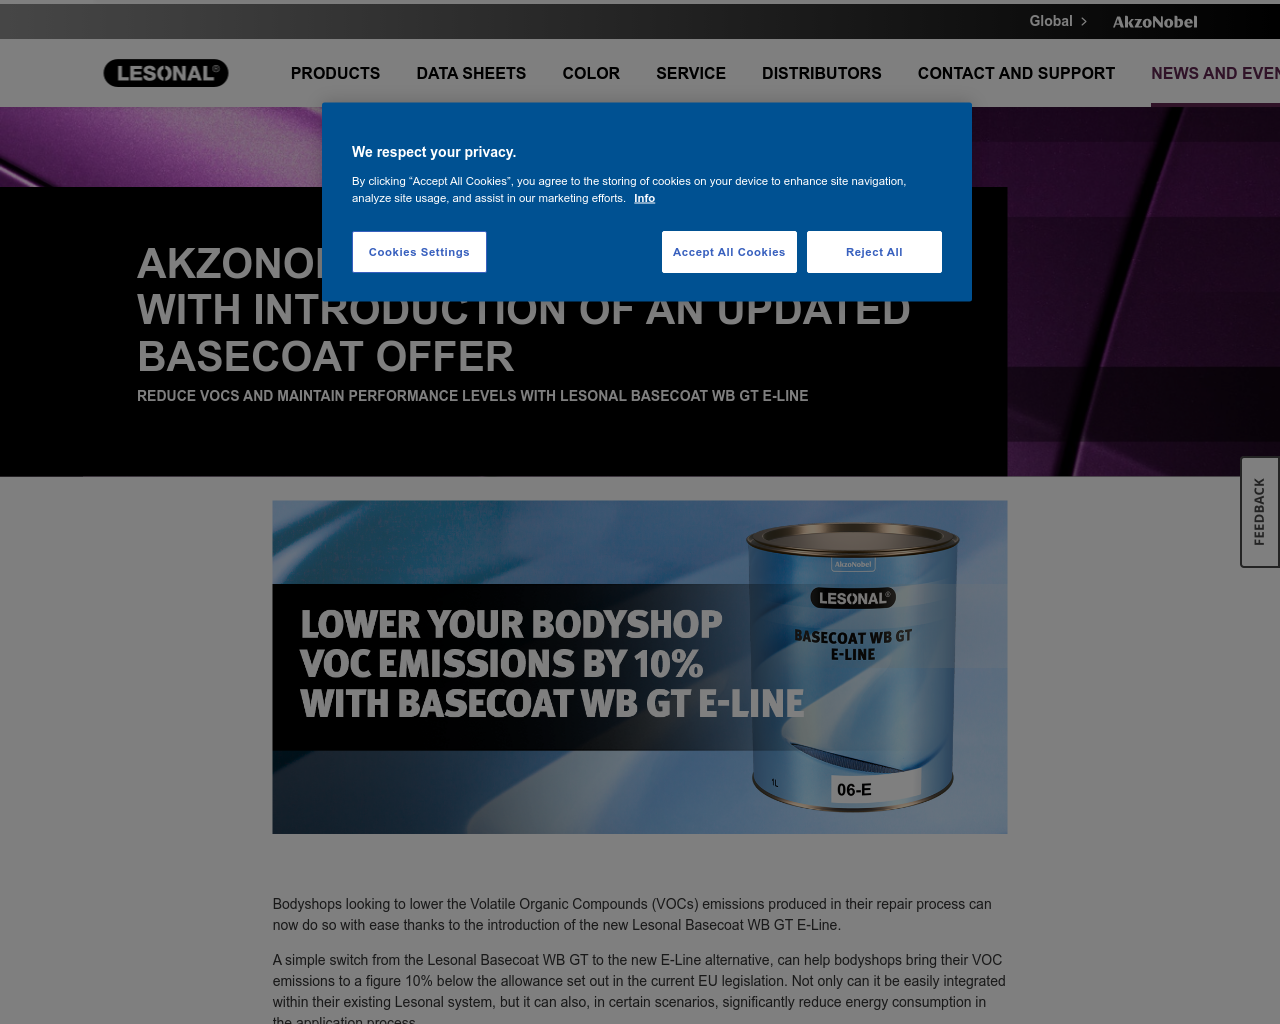 Global
AkzoNobel
LESONAL®
PRODUCTS DATA SHEETS COLOR SERVICE DISTRIBUTORS CONTACT AND SUPPORT NEWS AND EVEN
We respect your privacy.
By clicking “Accept All Cookies”, you agree to the storing of cookies on your device to enhance site navigation,
analyze site usage, and assist in our marketing efforts. Info
Cookies Settings Accept All Cookies Reject All
WITH INTRODUCTION OF AN UPDATED
BASECOAT OFFER
REDUCE VOCS AND MAINTAIN PERFORMANCE LEVELS WITH LESONAL BASECOAT WB GT E-LINE
FEEDBACK
LOWER YOUR BODYSHOP
VOC EMISSIONS BY 10%
WITH BASECOAT WB GT E-LINE
AkzoNobel
LESONAL®
BASECOAT WB GT
E-LINE
1L
06-E
Bodyshops looking to lower the Volatile Organic Compounds (VOCs) emissions produced in their repair process can
now do so with ease thanks to the introduction of the new Lesonal Basecoat WB GT E-Line.
A simple switch from the Lesonal Basecoat WB GT to the new E-Line alternative, can help bodyshops bring their VOC
emissions to a figure 10% below the allowance set out in the current EU legislation. Not only can it be easily integrated
within their existing Lesonal system, but it can also, in certain scenarios, significantly reduce energy consumption in
the application process.